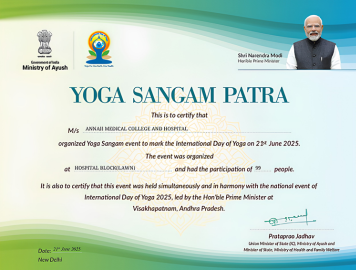 Government of India
Ministry of Ayush
Shri Narendra Modi
Hon'ble Prime Minister
YOGA SANGAM PATRA
This is to certify that
M/s ANNAII MEDICAL COLLEGE AND HOSPITAL
organized Yoga Sangam event to mark the International Day of Yoga on 21st June 2025.
The event was organized
at HOSPITAL BLOCK(LAWN) and had the participation of 99 people.
It is also to certify that this event was held simultaneously and in harmony with the national event of
International Day of Yoga 2025, led by the Hon'ble Prime Minister at
Visakhapatnam, Andhra Pradesh.
Prataprao Jadhav
Union Minister of State (IC), Ministry of Ayush and
Minister of State, Ministry of Health and Family Welfare
Date: 21st June 2025
New Delhi